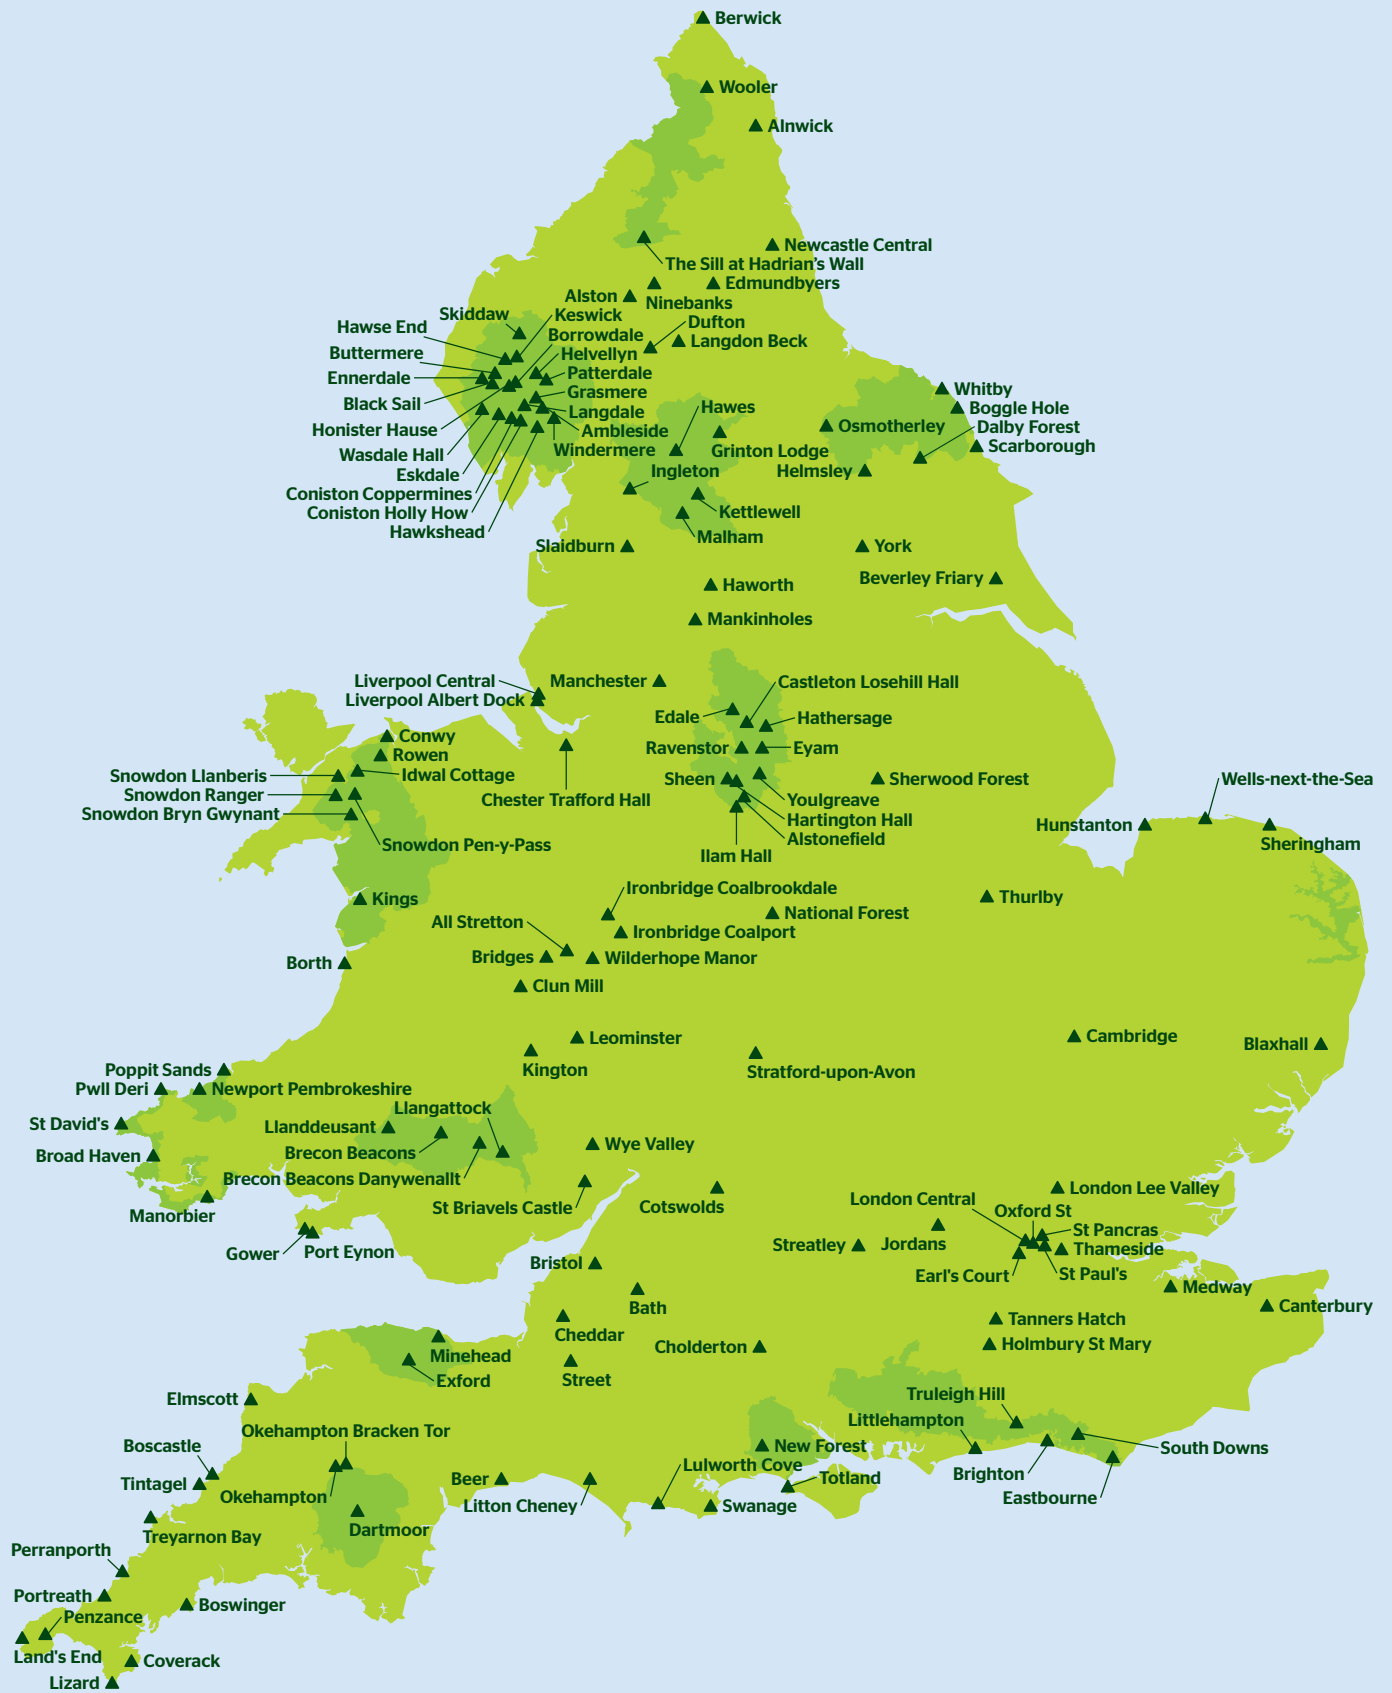 Berwick
Wooler
Alnwick
Newcastle Central
The Sill at Hadrian’s Wall
Edmundbyers
Alston
Ninebanks
Skiddaw
Keswick
Dufton
Hawse End
Borrowdale
Langdon Beck
Buttermere
Helvellyn
Ennerdale
Patterdale
Black Sail
Grasmere
Whitby
Honister Hause
Langdale
Hawes
Boggle Hole
Wasdale Hall
Ambleside
Osmotherley
Dalby Forest
Eskdale
Windermere
Grinton Lodge
Scarborough
Coniston Coppermines
Ingleton
Helmsley
Coniston Holly How
Kettlewell
Hawkshead
Malham
Slaidburn
York
Haworth
Beverley Friary
Mankinholes
Liverpool Central
Manchester
Castleton Losehill Hall
Liverpool Albert Dock
Edale
Hathersage
Conwy
Ravenstor
Eyam
Rowen
Snowdon Llanberis
Idwal Cottage
Sheen
Sherwood Forest
Wells-next-the-Sea
Snowdon Ranger
Chester Trafford Hall
Youlgreave
Snowdon Bryn Gwynant
Hartington Hall
Hunstanton
Snowdon Pen-y-Pass
Alstonefield
Sheringham
Ilam Hall
Ironbridge Coalbrookdale
Kings
Thurlby
All Stretton
National Forest
Ironbridge Coalport
Borth
Bridges
Wilderhope Manor
Clun Mill
Leominster
Cambridge
Blaxhall
Kington
Stratford-upon-Avon
Poppit Sands
Pwll Deri
Newport Pembrokeshire
Llangattock
St David's
Llanddeusant
Broad Haven
Brecon Beacons
Wye Valley
Brecon Beacons Danywenallt
Manorbier
St Briavels Castle
Cotswolds
London Lee Valley
London Central
Oxford St
Gower
Port Eynon
Streatley
Jordans
St Pancras
Thameside
Bristol
Earl's Court
St Paul's
Medway
Bath
Canterbury
Cheddar
Tanners Hatch
Minehead
Cholderton
Holmbury St Mary
Exford
Street
Elmscott
Truleigh Hill
Okehampton Bracken Tor
Littlehampton
Boscastle
New Forest
South Downs
Tintagel
Beer
Lulworth Cove
Totland
Brighton
Okehampton
Litton Cheney
Swanage
Eastbourne
Treyarnon Bay
Dartmoor
Perranporth
Portreath
Boswinger
Penzance
Land's End
Coverack
Lizard